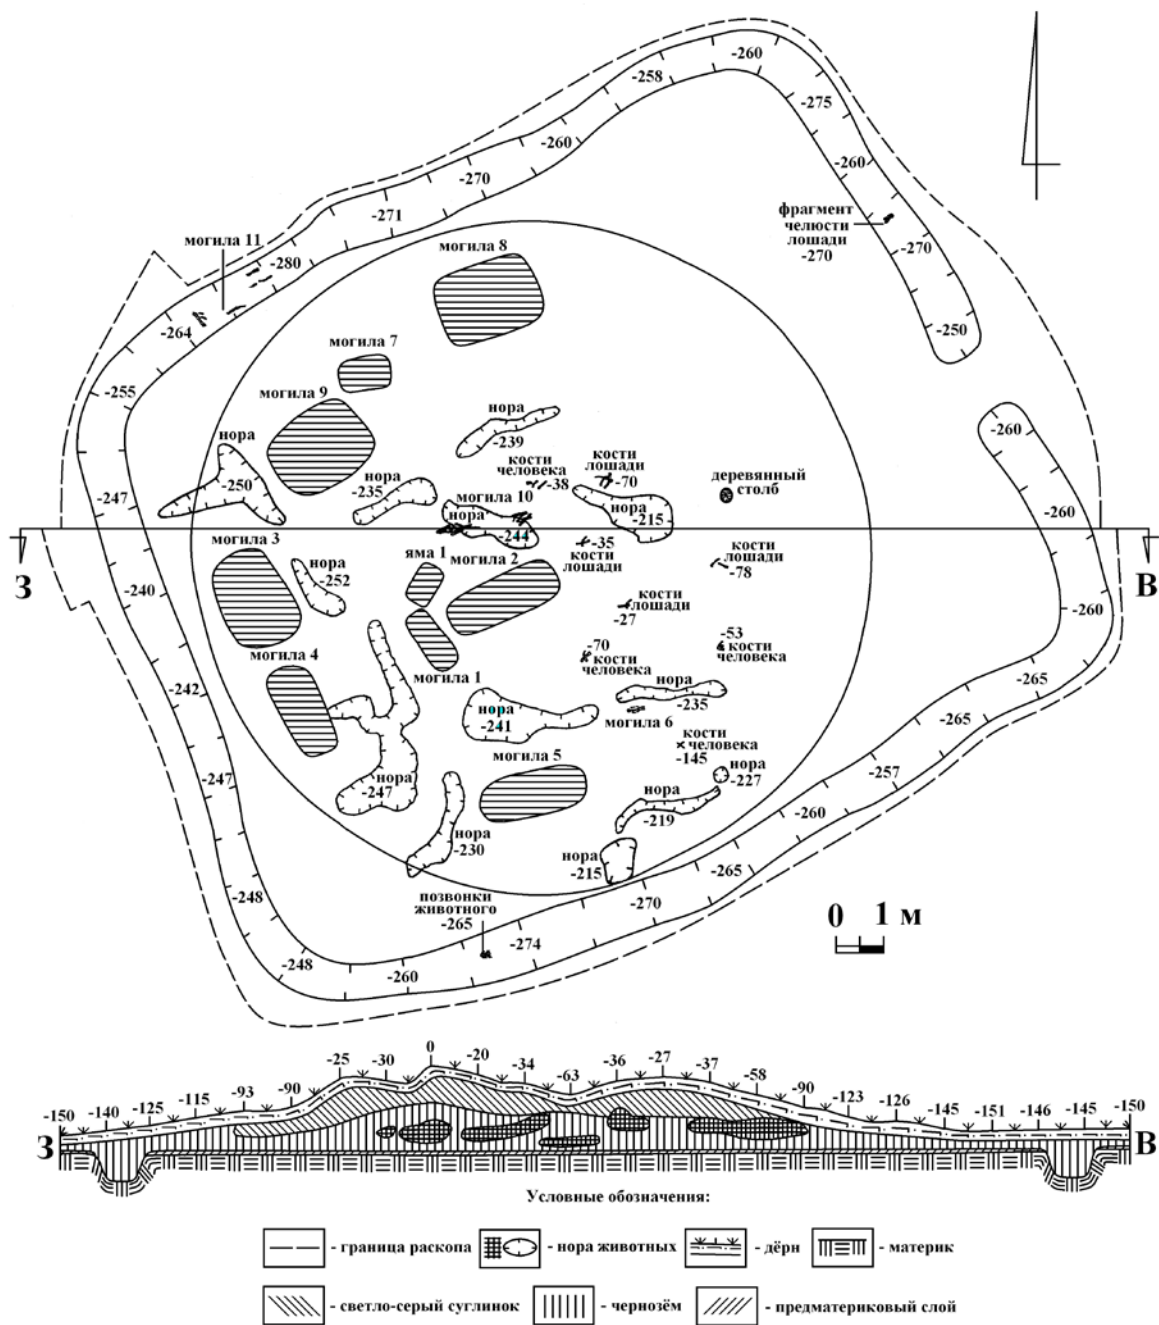 -260
-258
-275
-260
-260
-270
-271
фрагмент
челюсти
лошади
-270
-270
могила 11
могила 8
-280
-264
-250
могила 7
-255
могила 9
-260
нора
нора
-239
кости
человека
-38
кости
лошади
-70
деревянный
столб
нора
-235
-250
-247
могила 10
нора
-244
нора
-215
-260
З
В
могила 3
яма 1
могила 2
-35
кости
лошади
кости
лошади
-78
нора
-252
-240
кости
лошади
-27
-260
-70
кости
человека
-53
кости
человека
могила 4
могила 1
-265
-242
нора
-241
нора
-235
могила 6
-265
кости
человека
-145
могила 5
нора
-227
-257
-247
нора
-247
нора
-219
-260
нора
-230
нора
-215
-265
-248
позвонки
животного
-265
-270
0 1 м
-274
-248
-260
-150 -140 -125 -115 -93 -90 -25 -30 0 -20 -34 -63 -36 -27 -37 -58 -90 -123 -126 -145 -151 -146 -145 -150
З
В
Условные обозначения:
- граница раскопа - нора животных - дёрн - материк
- светло-серый суглинок - чернозём - предматериковый слой